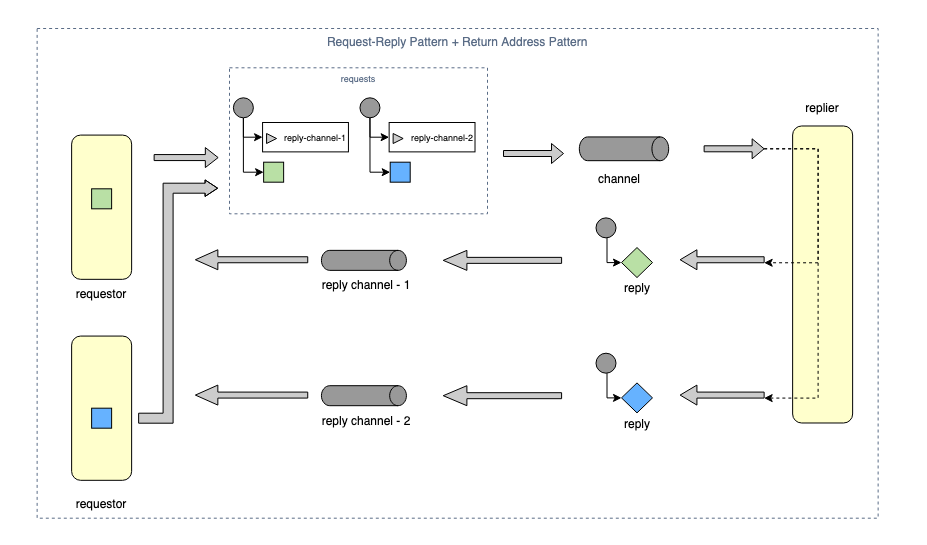 Request-Reply Pattern + Return Address Pattern
requests
replier
reply-channel-1
reply-channel-2
channel
requestor
reply channel - 1
reply
reply channel - 2
reply
requestor